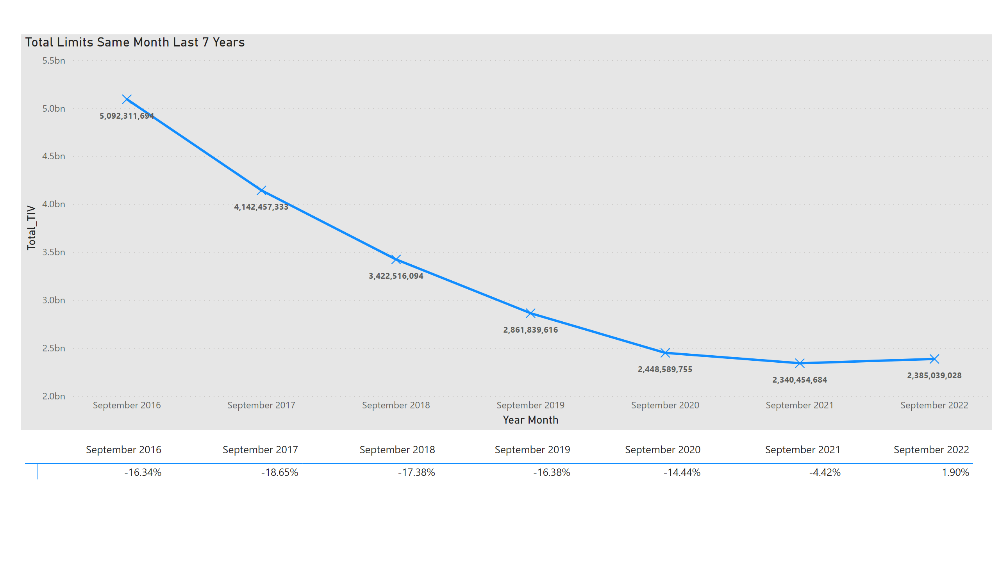 Total Limits Same Month Last 7 Years
5.5bn
5.0bn
4.5bn
4.0bn
3.5bn
3.0bn
2.5bn
2.0bn
Total_TIV
5,092,311,694
4,142,457,333
3,422,516,094
2,861,839,616
2,448,589,755
2,340,454,684
2,385,039,028
September 2016 September 2017 September 2018 September 2019 September 2020 September 2021 September 2022
Year Month
September 2016 September 2017 September 2018 September 2019 September 2020 September 2021 September 2022
-16.34% -18.65% -17.38% -16.38% -14.44% -4.42% 1.90%